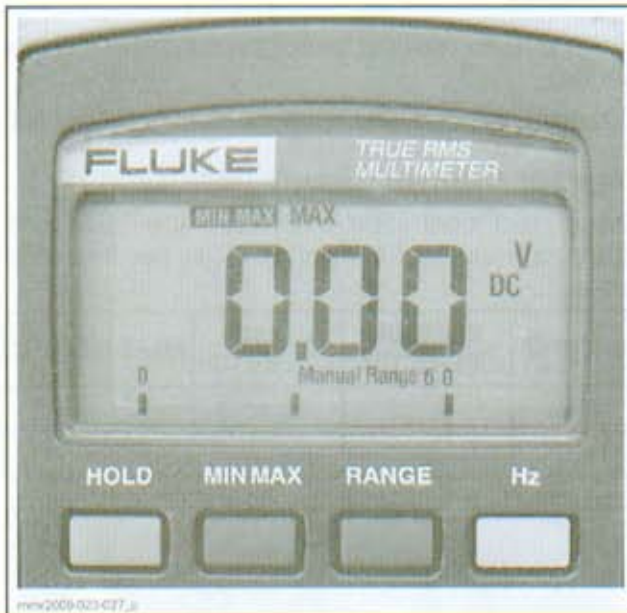 FLUKE
TRUE RMS
MULTIMETER
MIN MAX MAX
0.00
V
DC
0
Manual Range 6 0
HOLD MIN MAX RANGE Hz